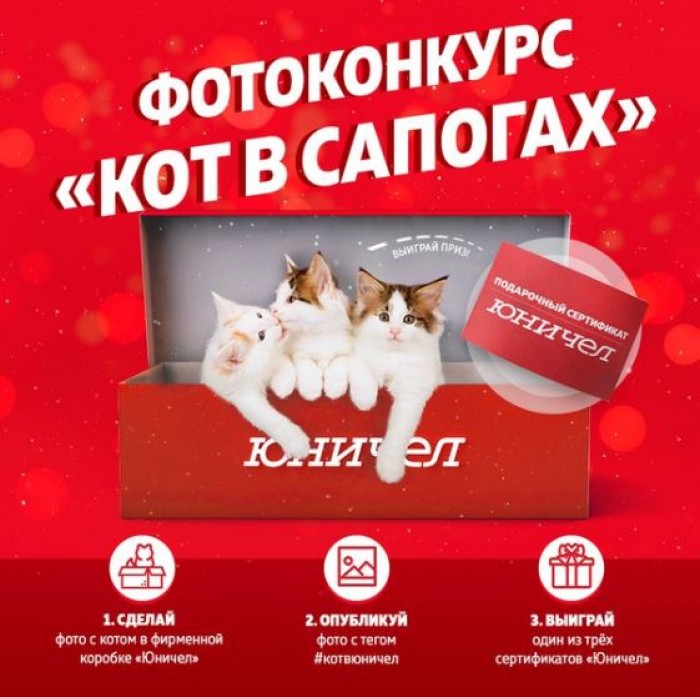 ФОТОКОНКУРС
«КОТ В САПОГАХ»
ВЫИГРАЙ ПРИЗ!
ПОДАРОЧНЫЙ СЕРТИФИКАТ
ЮНИЧЕЛ
ЮНИЧЕЛ
1. СДЕЛАЙ
фото с котом в фирменной
коробке «Юничел»
2. ОПУБЛИКУЙ
фото с тегом
#котвюничел
3. ВЫИГРАЙ
один из трёх
сертификатов «Юничел»